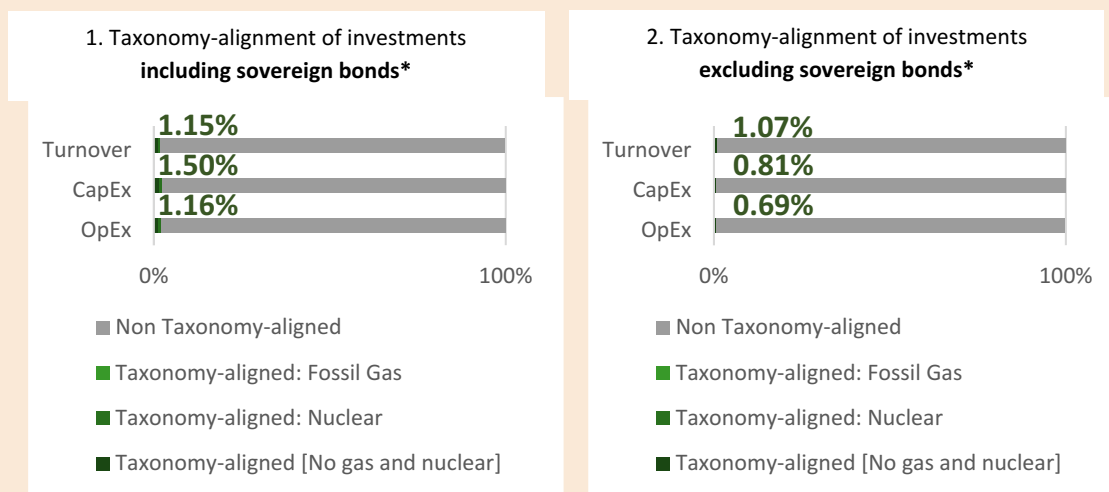 1. Taxonomy-alignment of investments
including sovereign bonds*
1.15%
Turnover
1.50%
CapEx
1.16%
OpEx
0%
100%
Non Taxonomy-aligned
Taxonomy-aligned: Fossil Gas
Taxonomy-aligned: Nuclear
Taxonomy-aligned [No gas and nuclear]
2. Taxonomy-alignment of investments
excluding sovereign bonds*
1.07%
Turnover
0.81%
CapEx
0.69%
OpEx
0%
100%
Non Taxonomy-aligned
Taxonomy-aligned: Fossil Gas
Taxonomy-aligned: Nuclear
Taxonomy-aligned [No gas and nuclear]